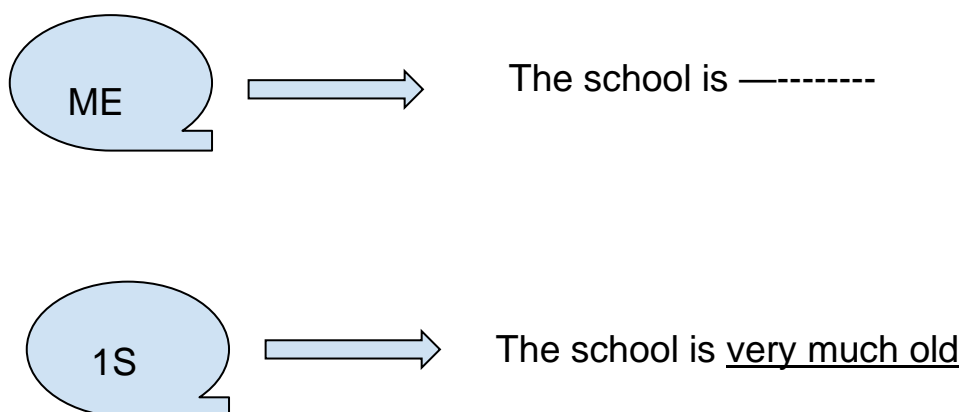 ME
The school is —--------
1S
The school is very much old